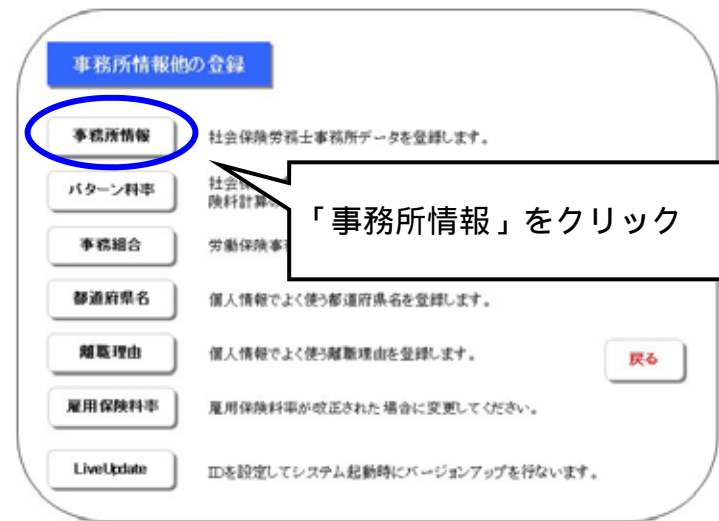 事務所情報他の登録
事務所情報
社会保険労務士事務所データを登録します。
パターン料率
社会保
険料計算
「事務所情報」をクリック
事務組合
労働保険事
都道府県名
個人情報でよく使う都道府県名を登録します。
離職理由
個人情報でよく使う離職理由を登録します。
戻る
雇用保険料率
雇用保険料率が改正された場合に変更してください。
LiveUpdate
IDを設定してシステム起動時にバージョンアップを行ないます。